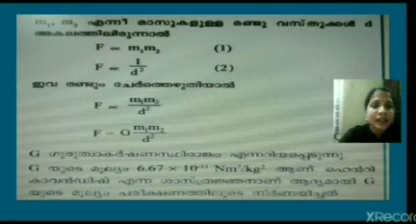 m₁, m₂ എന്നീ മാസുകളുള്ള രണ്ടു വസ്തുക്കൾ d
അകലത്തിലിരുന്നാൽ
F ∝ m₁m₂ (1)
F ∝ 1/d² (2)
ഇവ രണ്ടും ചേർത്തെഴുതിയാൽ
F ∝ m₁m₂/d²
F = G m₁m₂/d²
G ഗുരുത്വാകർഷണസ്ഥിരാങ്കം എന്നറിയപ്പെടുന്നു.
G യുടെ മൂല്യം 6.67 × 10⁻¹¹ Nm²/kg² ആണ്. ഹെൻറി
കാവൻഡിഷ് എന്ന ശാസ്ത്രജ്ഞനാണ് ആദ്യമായി G
യുടെ മൂല്യം പരീക്ഷണത്തിലൂടെ നിർണയിച്ചത്.
KINEMASTER